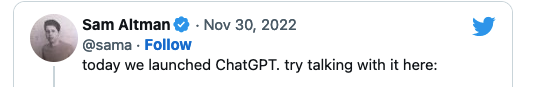 Sam Altman · Nov 30, 2022
@sama · Follow
today we launched ChatGPT. try talking with it here: